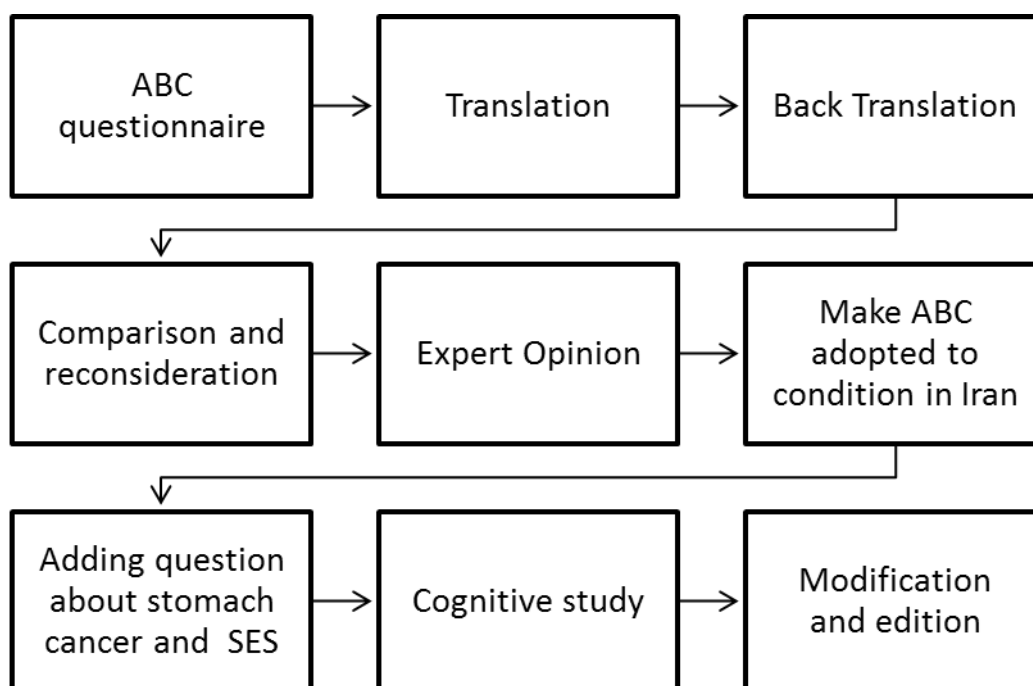 ABC
questionnaire
Translation
Back Translation
Comparison and
reconsideration
Expert Opinion
Make ABC
adopted to
condition in Iran
Adding question
about stomach
cancer and SES
Cognitive study
Modification
and edition